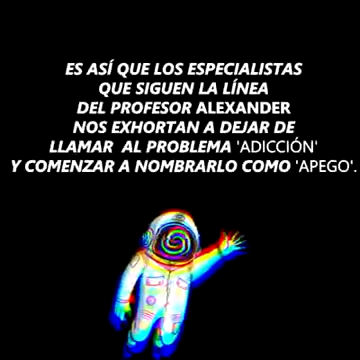 ES ASÍ QUE LOS ESPECIALISTAS
QUE SIGUEN LA LÍNEA
DEL PROFESOR ALEXANDER
NOS EXHORTAN A DEJAR DE
LLAMAR AL PROBLEMA 'ADICCIÓN'
Y COMENZAR A NOMBRARLO COMO 'APEGO'.